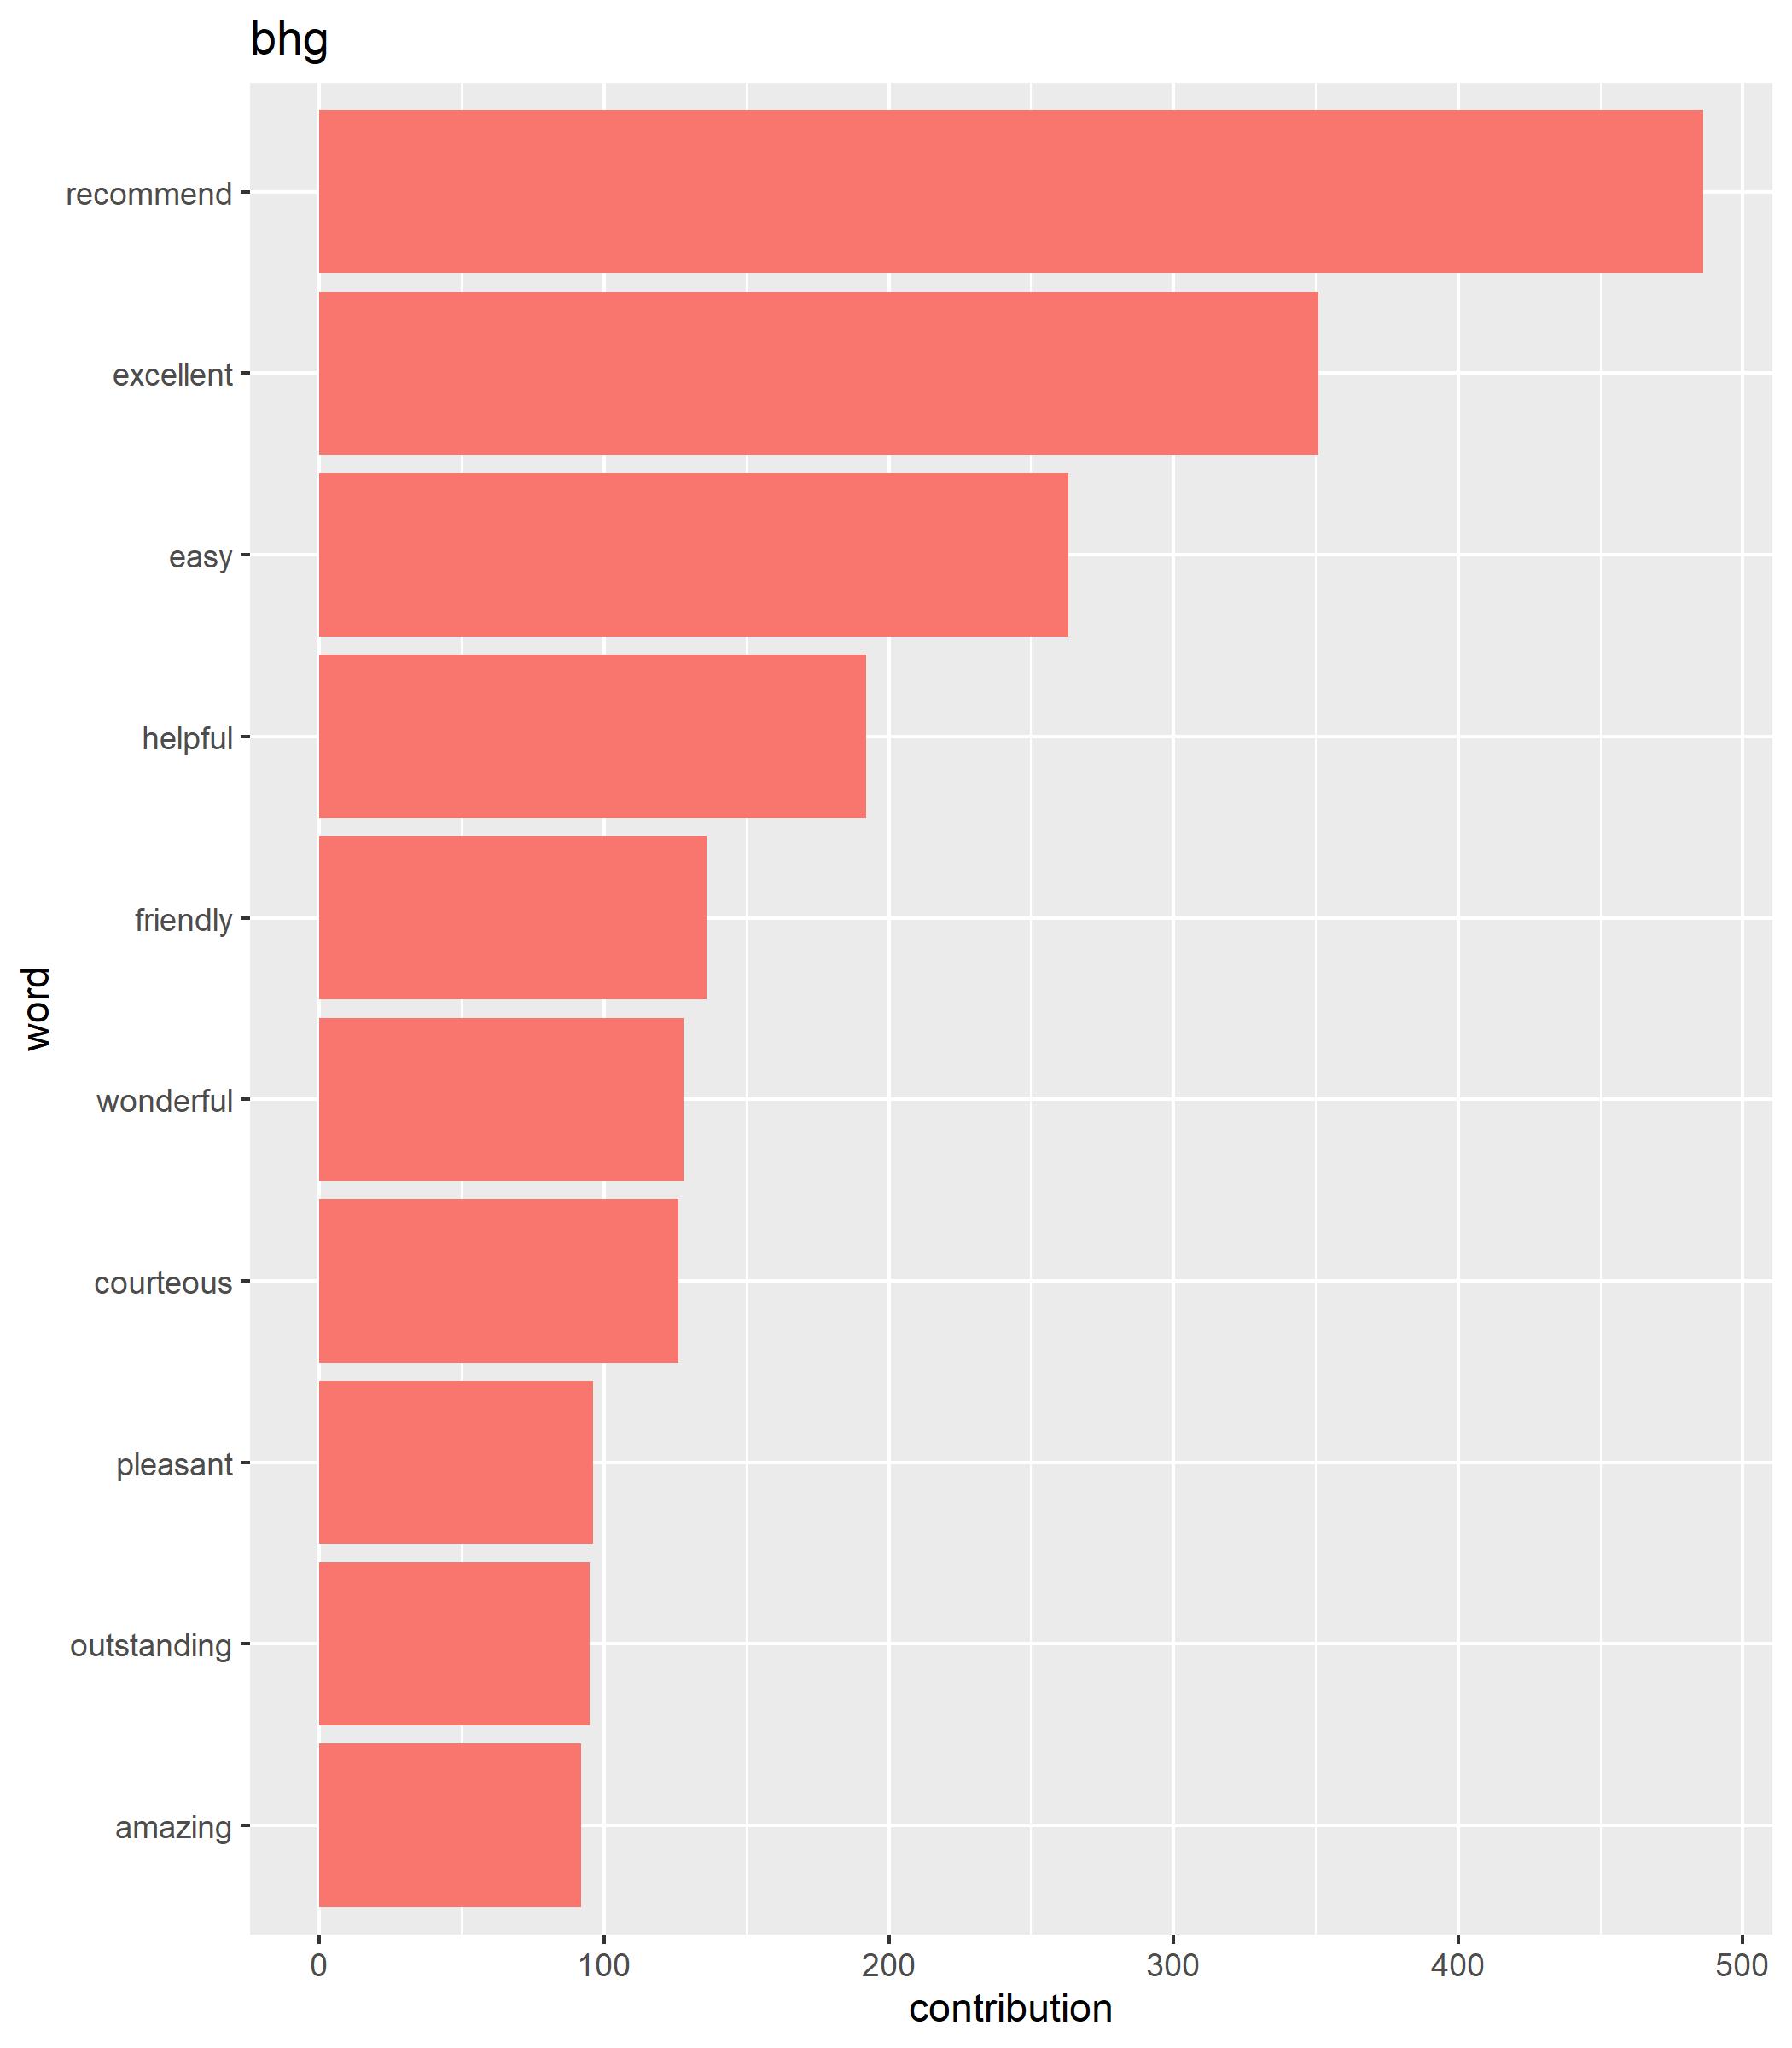 bhg
recommend
excellent
easy
helpful
friendly
wonderful
courteous
pleasant
outstanding
amazing
word
0 100 200 300 400 500
contribution